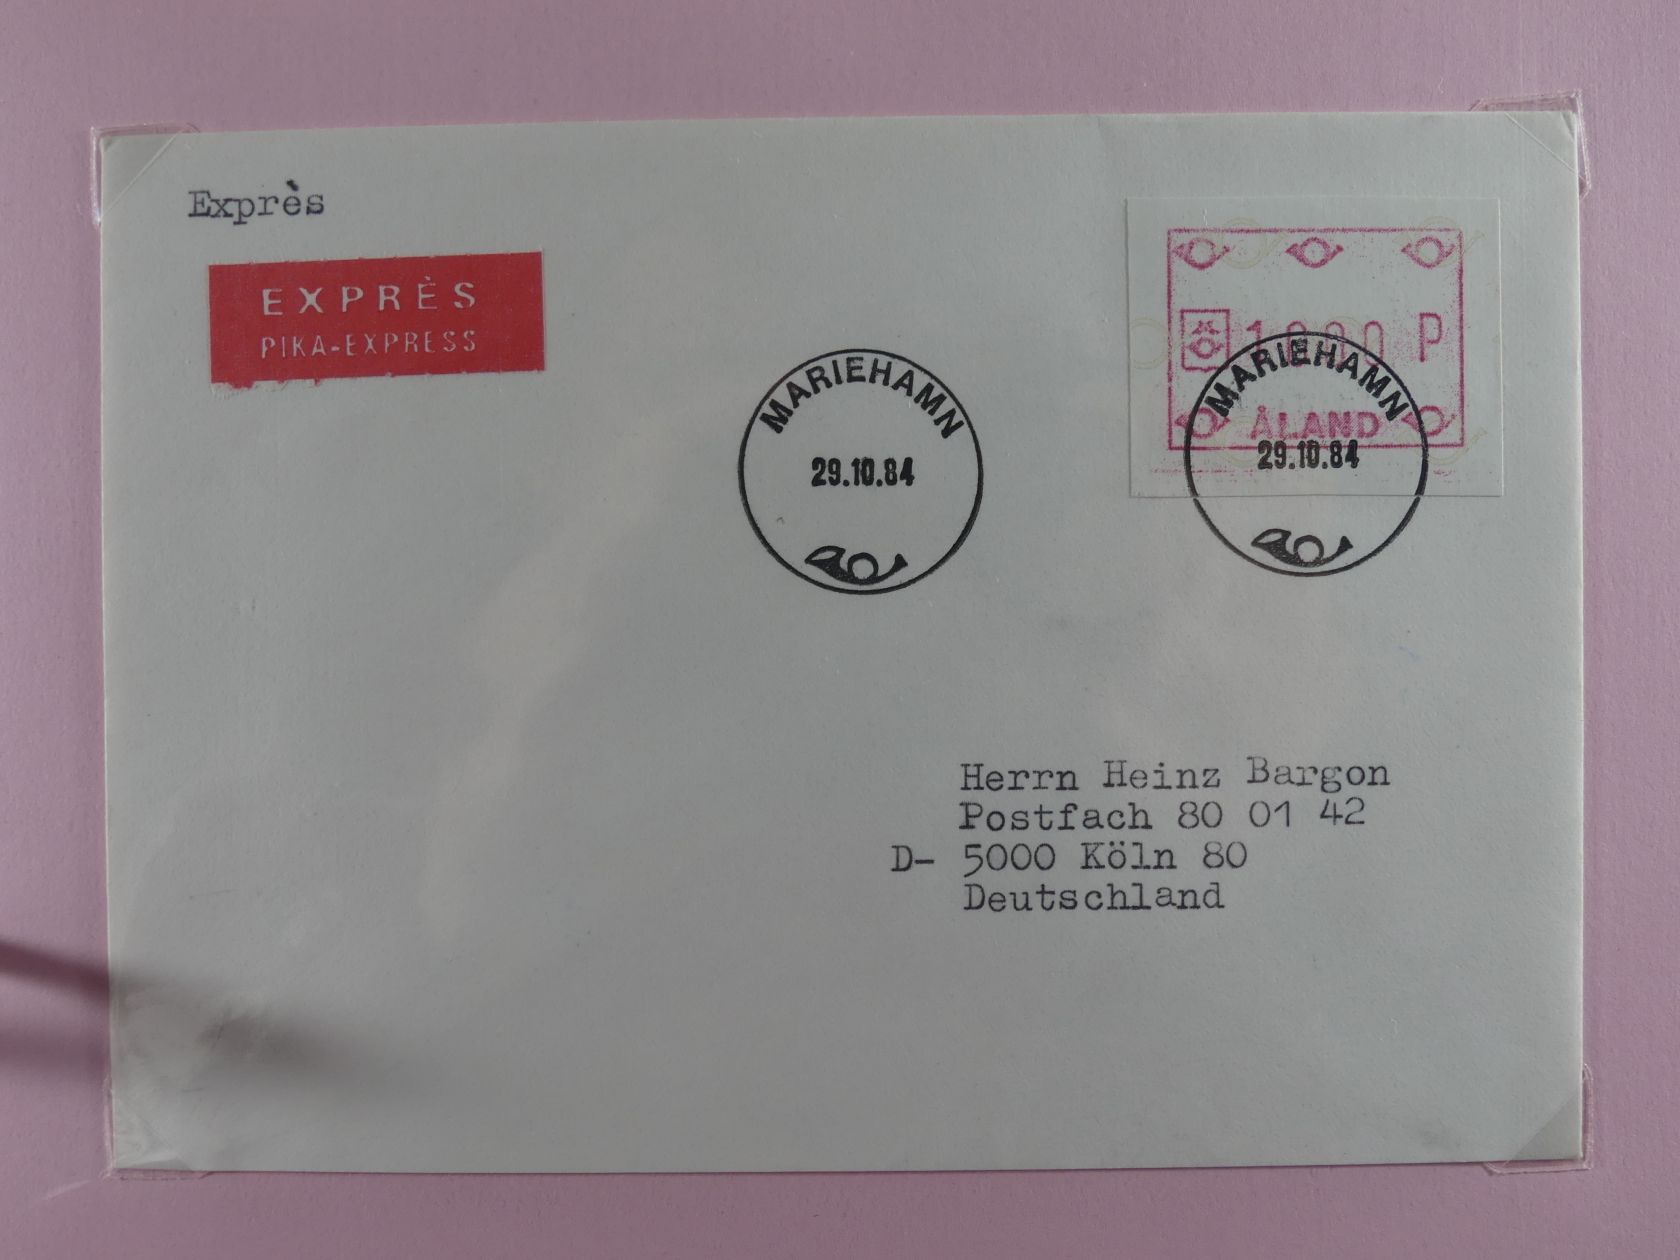 Exprès
EXPRÈS
PIKA-EXPRESS
P
ÅLAND
MARIEHAMN
29.10.84
MARIEHAMN
29.10.84
Herrn Heinz Bargon
Postfach 80 01 42
D- 5000 Köln 80
Deutschland